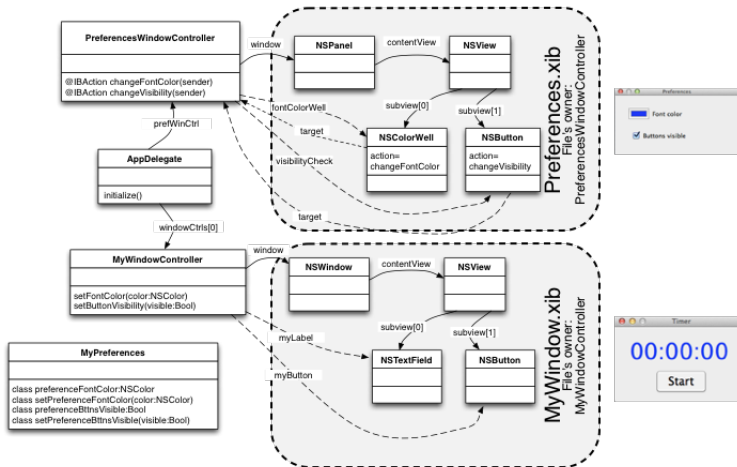 PreferencesWindowController
@IBAction changeFontColor(sender)
@IBAction changeVisibility(sender)
window
NSPanel
contentView
NSView
subview[0]
subview[1]
fontColorWell
target
visibilityCheck
target
NSColorWell
action=
changeFontColor
NSButton
action=
changeVisibility
Preferences.xib
File's owner:
PreferencesWindowController
Preferences
Font color
Buttons visible
prefWinCtrl
AppDelegate
initialize()
windowCtrls[0]
MyWindowController
setFontColor(color:NSColor)
setButtonVisibility(visible:Bool)
window
NSWindow
contentView
NSView
subview[0]
subview[1]
myLabel
myButton
NSTextField
NSButton
MyWindow.xib
File's owner:
MyWindowController
Timer
00:00:00
Start
MyPreferences
class preferenceFontColor:NSColor
class setPreferenceFontColor(color:NSColor)
class preferenceBttnsVisible:Bool
class setPreferenceBttnsVisible(visible:Bool)